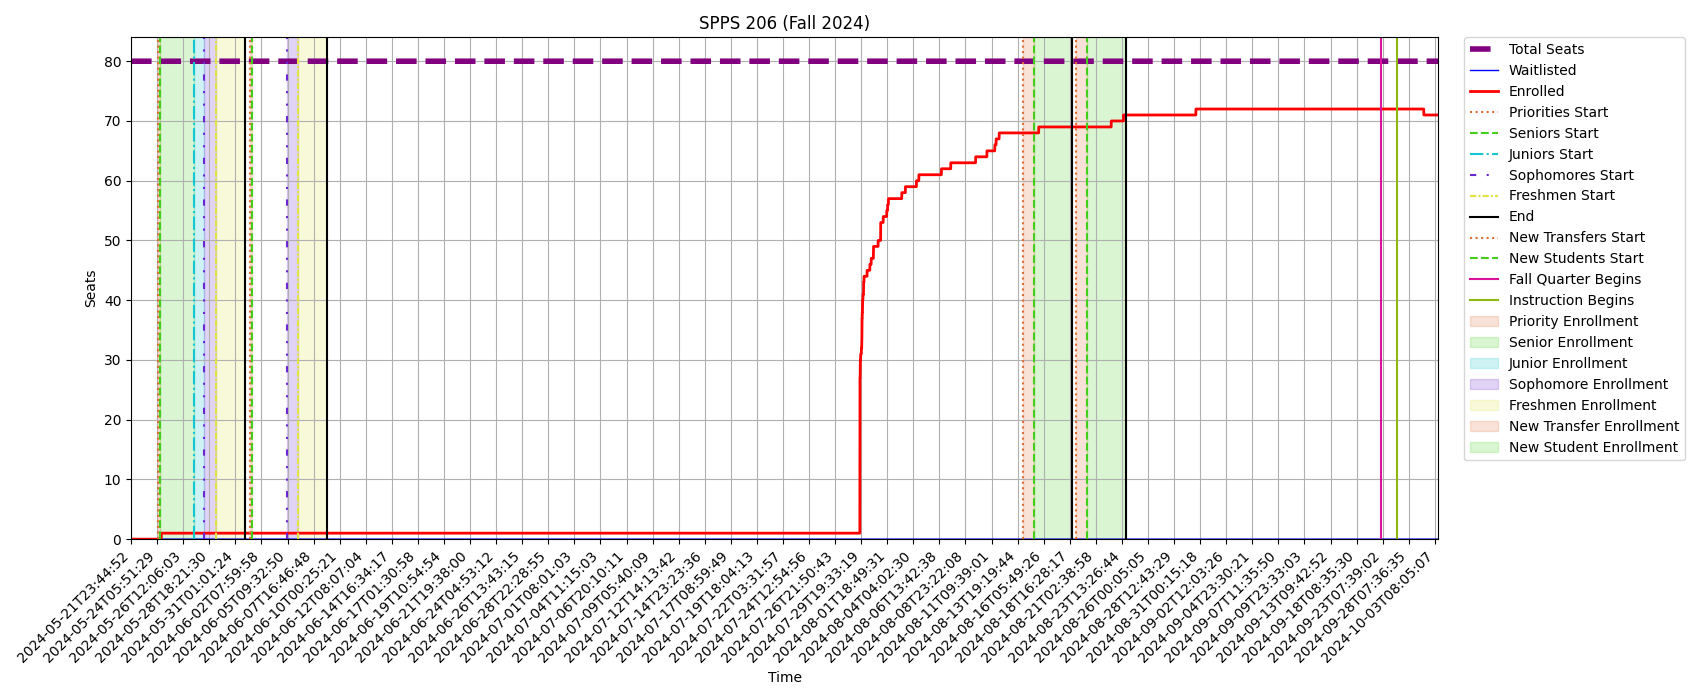 SPPS 206 (Fall 2024)
Seats
80
70
60
50
40
30
20
10
0
2024-05-21T23:44:52
2024-05-24T05:51:29
2024-05-26T12:06:03
2024-05-28T18:21:30
2024-05-31T01:01:24
2024-06-02T07:59:58
2024-06-05T09:32:50
2024-06-07T16:46:48
2024-06-10T00:25:21
2024-06-12T08:07:04
2024-06-14T16:34:17
2024-06-17T01:30:58
2024-06-19T10:54:54
2024-06-21T19:38:00
2024-06-24T04:53:12
2024-06-26T13:43:15
2024-06-28T22:28:55
2024-07-01T08:01:03
2024-07-04T11:15:03
2024-07-06T20:10:11
2024-07-09T05:40:09
2024-07-12T14:13:42
2024-07-14T23:23:36
2024-07-17T08:59:49
2024-07-19T18:04:13
2024-07-22T03:31:57
2024-07-24T12:54:56
2024-07-26T21:50:43
2024-07-29T19:33:19
2024-08-01T18:49:31
2024-08-04T04:02:30
2024-08-06T13:42:38
2024-08-08T23:22:08
2024-08-11T09:39:01
2024-08-13T19:19:44
2024-08-16T05:49:26
2024-08-18T16:28:17
2024-08-21T02:38:58
2024-08-23T13:26:44
2024-08-26T00:05:05
2024-08-28T12:43:29
2024-08-31T00:15:18
2024-09-02T12:03:26
2024-09-04T23:30:21
2024-09-07T11:35:50
2024-09-09T23:33:03
2024-09-13T09:42:52
2024-09-18T08:35:30
2024-09-23T07:39:02
2024-09-28T07:36:35
2024-10-03T08:05:07
Time
Total Seats
Waitlisted
Enrolled
Priorities Start
Seniors Start
Juniors Start
Sophomores Start
Freshmen Start
End
New Transfers Start
New Students Start
Fall Quarter Begins
Instruction Begins
Priority Enrollment
Senior Enrollment
Junior Enrollment
Sophomore Enrollment
Freshmen Enrollment
New Transfer Enrollment
New Student Enrollment